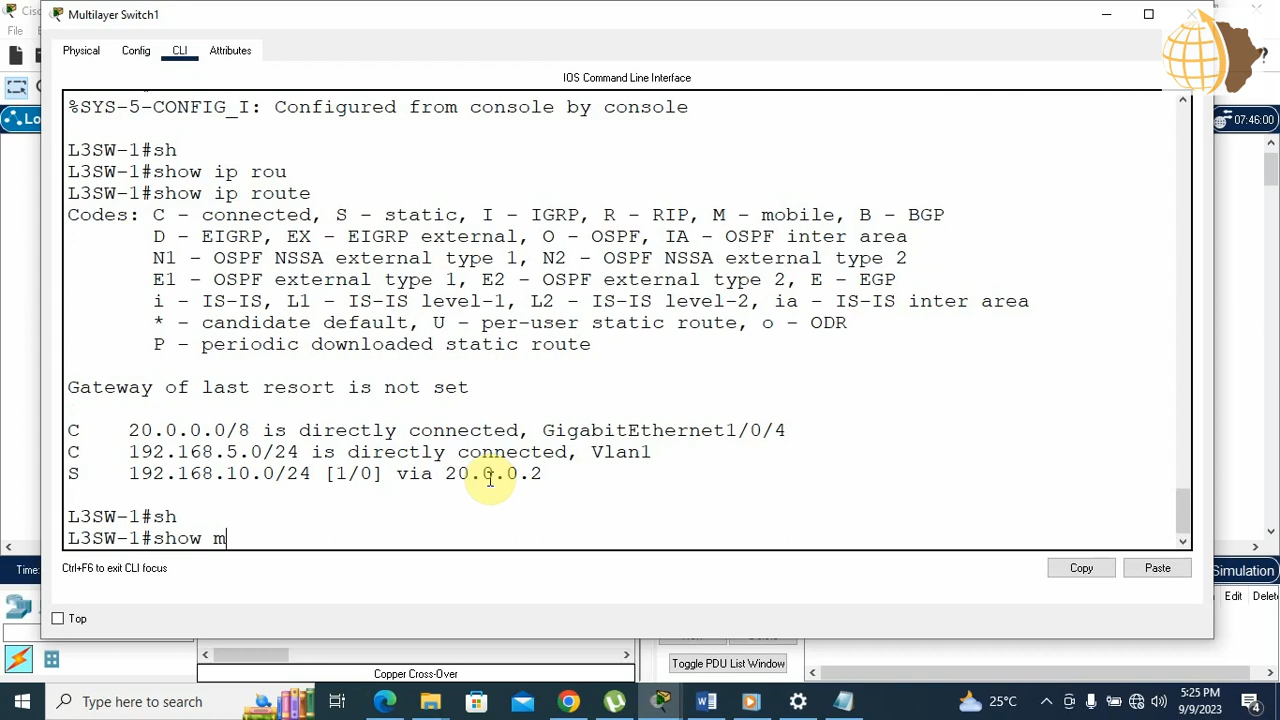 Cisco
Multilayer Switch1
File
Physical
Config
CLI
Attributes
IOS Command Line Interface
%SYS-5-CONFIG_I: Configured from console by console
07:46:00
L3SW-1#sh
L3SW-1#show ip rou
L3SW-1#show ip route
Codes: C - connected, S - static, I - IGRP, R - RIP, M - mobile, B - BGP
D - EIGRP, EX - EIGRP external, O - OSPF, IA - OSPF inter area
N1 - OSPF NSSA external type 1, N2 - OSPF NSSA external type 2
E1 - OSPF external type 1, E2 - OSPF external type 2, E - EGP
i - IS-IS, L1 - IS-IS level-1, L2 - IS-IS level-2, ia - IS-IS inter area
* - candidate default, U - per-user static route, o - ODR
P - periodic downloaded static route
Gateway of last resort is not set
C 20.0.0.0/8 is directly connected, GigabitEthernet1/0/4
C 192.168.5.0/24 is directly connected, Vlan1
S 192.168.10.0/24 [1/0] via 20.0.0.2
L3SW-1#sh
L3SW-1#show m
Time:
Ctrl+F6 to exit CLI focus
Copy
Paste
Simulation
Edit
Delete
Top
Toggle PDU List Window
Copper Cross-Over
Type here to search
25°C
5:25 PM
9/9/2023
4